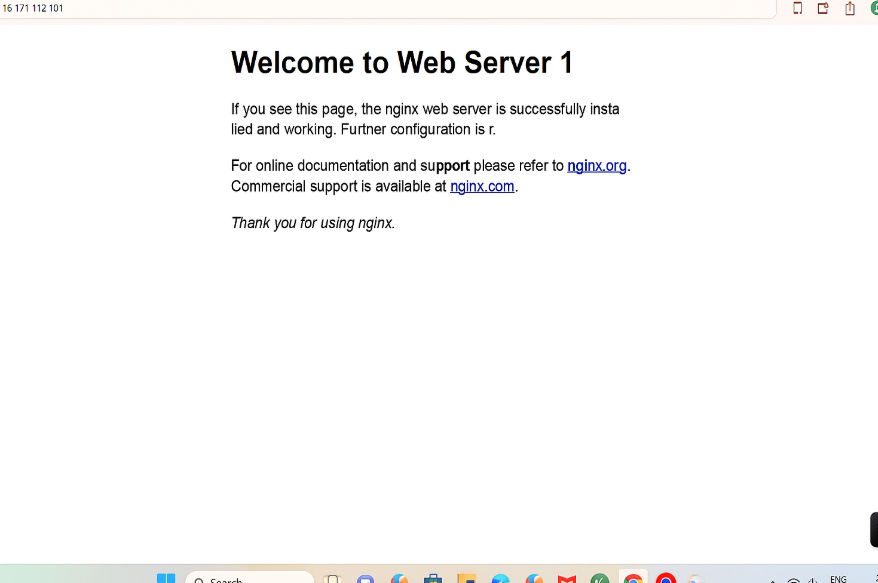 16 171 112 101
Welcome to Web Server 1
If you see this page, the nginx web server is successfully insta
lied and working. Furtner configuration is r.
For online documentation and support please refer to nginx.org.
Commercial support is available at nginx.com.
Thank you for using nginx.
Search
ENG